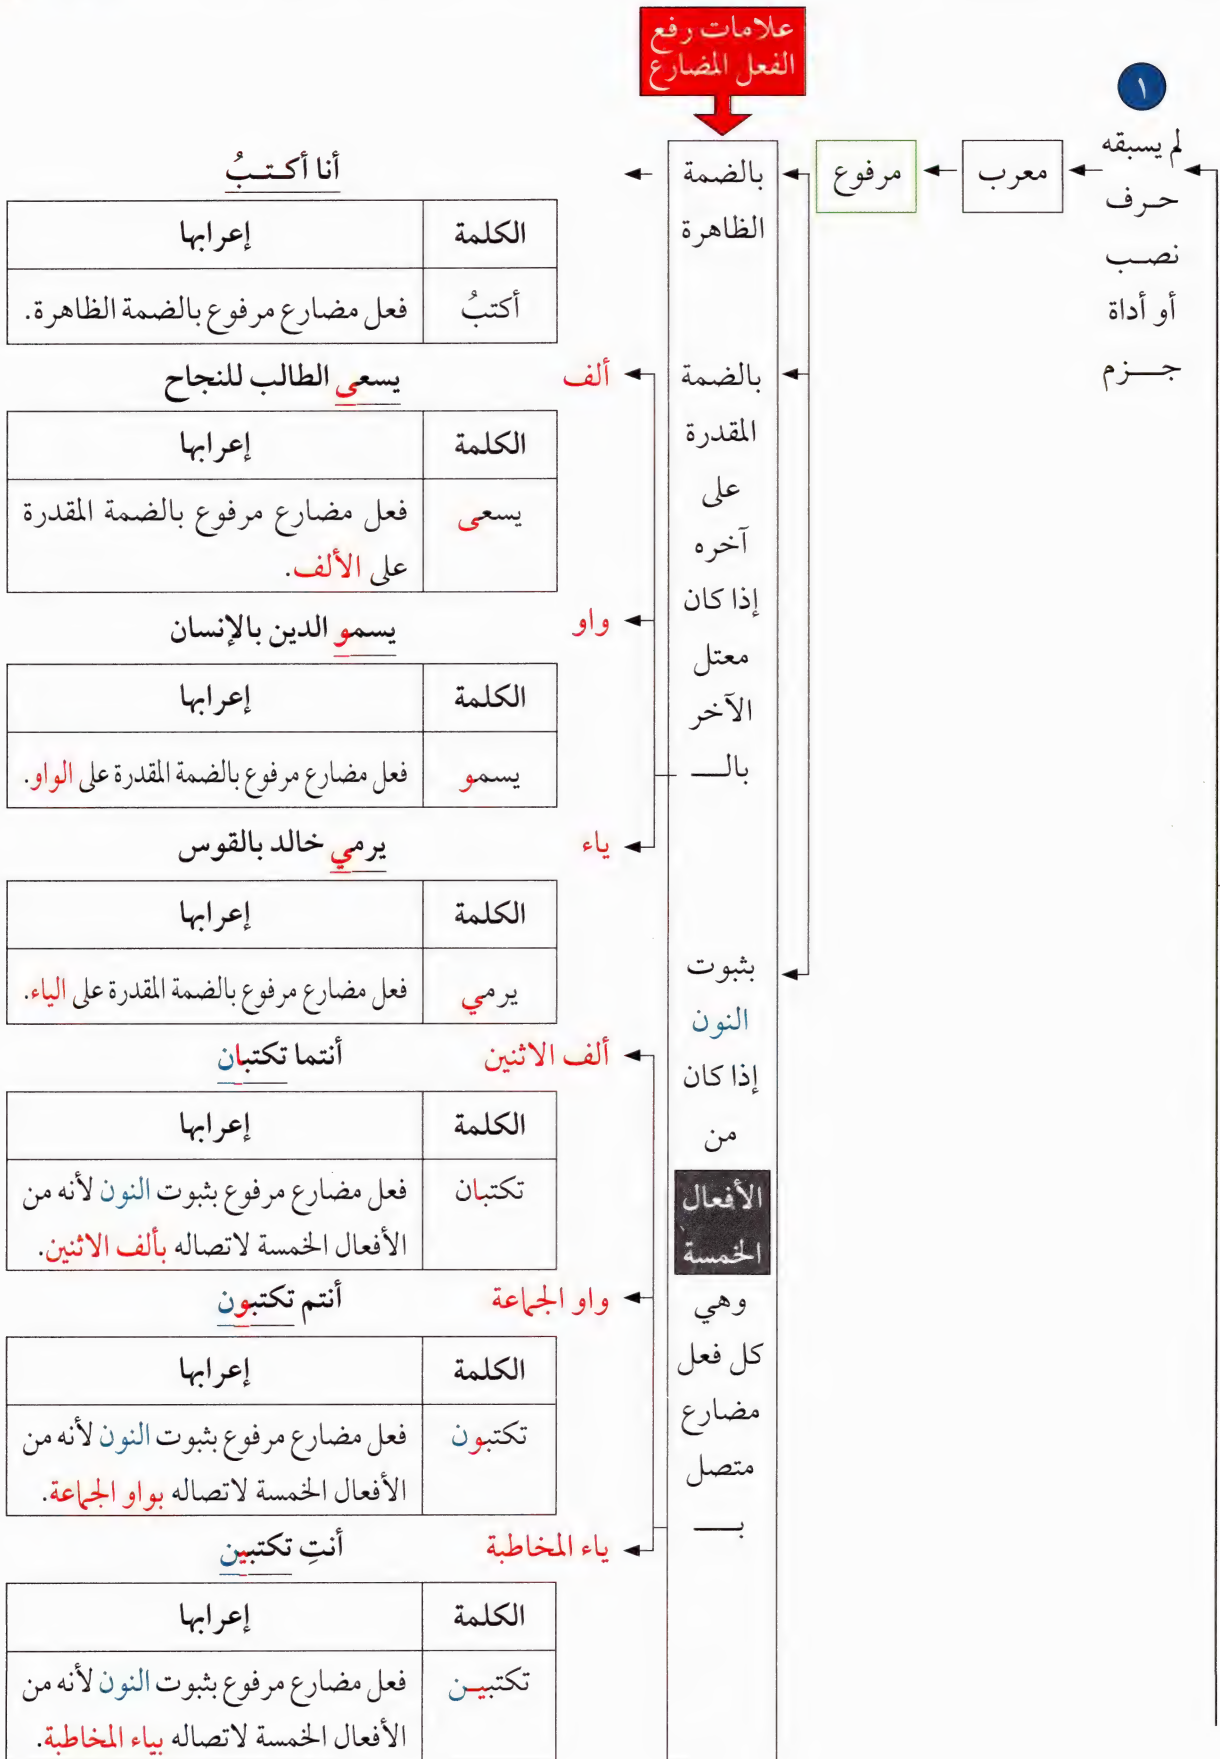 علامات رفع
الفعل المضارع
١
لم يسبقه
حرف
نصب
أو أداة
جزم
معرب
مرفوع
بالضمة
الظاهرة
أنا أكتبُ
الكلمة إعرابها
أكتبُ فعل مضارع مرفوع بالضمة الظاهرة.
بالضمة
المقدرة
على
آخره
إذا كان
معتل
الآخر
بالـ
ألف
يسعى الطالب للنجاح
الكلمة إعرابها
يسعى فعل مضارع مرفوع بالضمة المقدرة
على الألف.
واو
يسمو الدين بالإنسان
الكلمة إعرابها
يسمو فعل مضارع مرفوع بالضمة المقدرة على الواو.
ياء
يرمي خالد بالقوس
الكلمة إعرابها
يرمي فعل مضارع مرفوع بالضمة المقدرة على الياء.
بثبوت
النون
إذا كان
من
الأفعال
الخمسة
وهي
كل فعل
مضارع
متصل
بـ
ألف الاثنين
أنتما تكتبان
الكلمة إعرابها
تكتبان فعل مضارع مرفوع بثبوت النون لأنه من
الأفعال الخمسة لاتصاله بألف الاثنين.
واو الجماعة
أنتم تكتبون
الكلمة إعرابها
تكتبون فعل مضارع مرفوع بثبوت النون لأنه من
الأفعال الخمسة لاتصاله بواو الجماعة.
ياء المخاطبة
أنتِ تكتبين
الكلمة إعرابها
تكتبين فعل مضارع مرفوع بثبوت النون لأنه من
الأفعال الخمسة لاتصاله بياء المخاطبة.